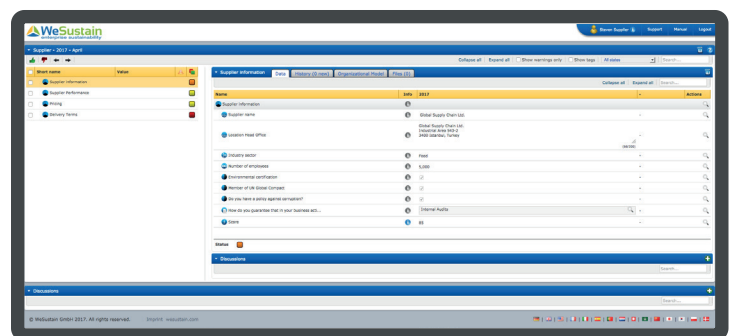 WeSustain
enterprise sustainability
Steven Supplier
Support
Manual
Logout
Supplier - 2017 - April
Collapse all | Expand all
Show warnings only
Show tags
All states
Search...
Short name
Value
Supplier Information
Supplier Performance
Pricing
Delivery Terms
Supplier Information
Data
History (0 new)
Organisational Model
Files (0)
Collapse all
Expand all
Search...
Name
Info
2017
-
Actions
Supplier Information
Supplier name
Global Supply Chain Ltd.
-
Location Head Office
Global Supply Chain Ltd.
Industrial Area 543-2
3400 Istanbul, Turkey
-
Industry sector
Food
-
Number of employees
5,000
-
Environmental certification
-
Member of UN Global Compact
-
Do you have a policy against corruption?
-
How do you guarantee that in your business acti...
Internal Audits
-
Score
85
-
Status
Discussions
Search...
Discussions
Search...
© WeSustain GmbH 2017. All rights reserved.
Imprint
wesustain.com